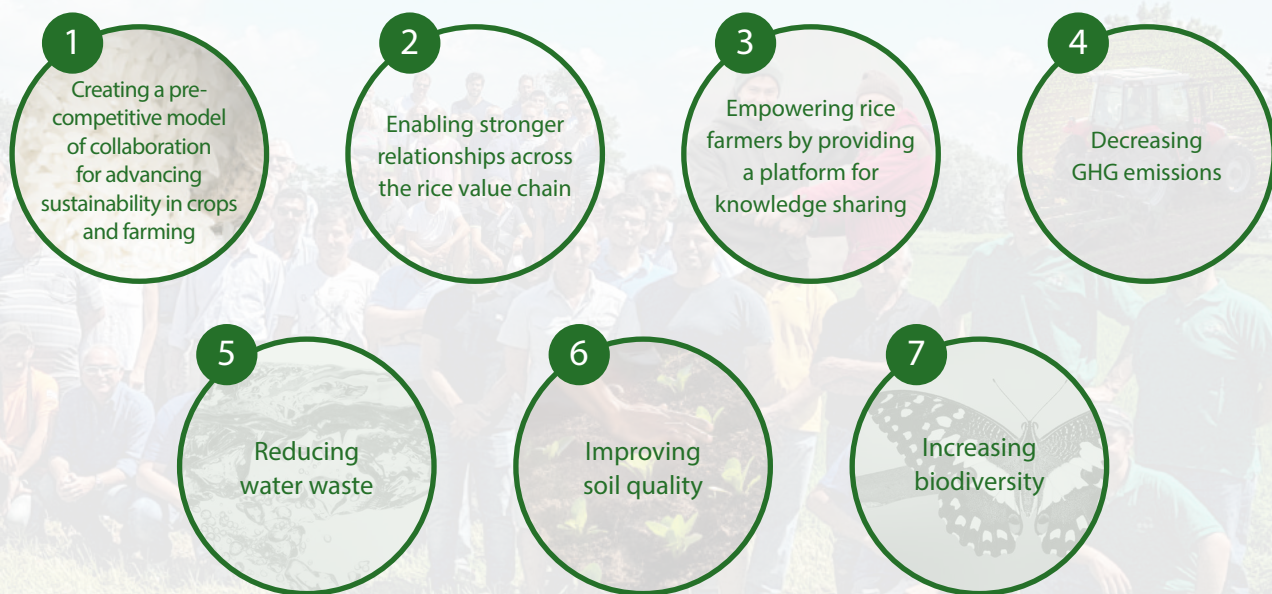 1
Creating a pre-
competitive model
of collaboration
for advancing
sustainability in crops
and farming
2
Enabling stronger
relationships across
the rice value chain
3
Empowering rice
farmers by providing
a platform for
knowledge sharing
4
Decreasing
GHG emissions
5
Reducing
water waste
6
Improving
soil quality
7
Increasing
biodiversity